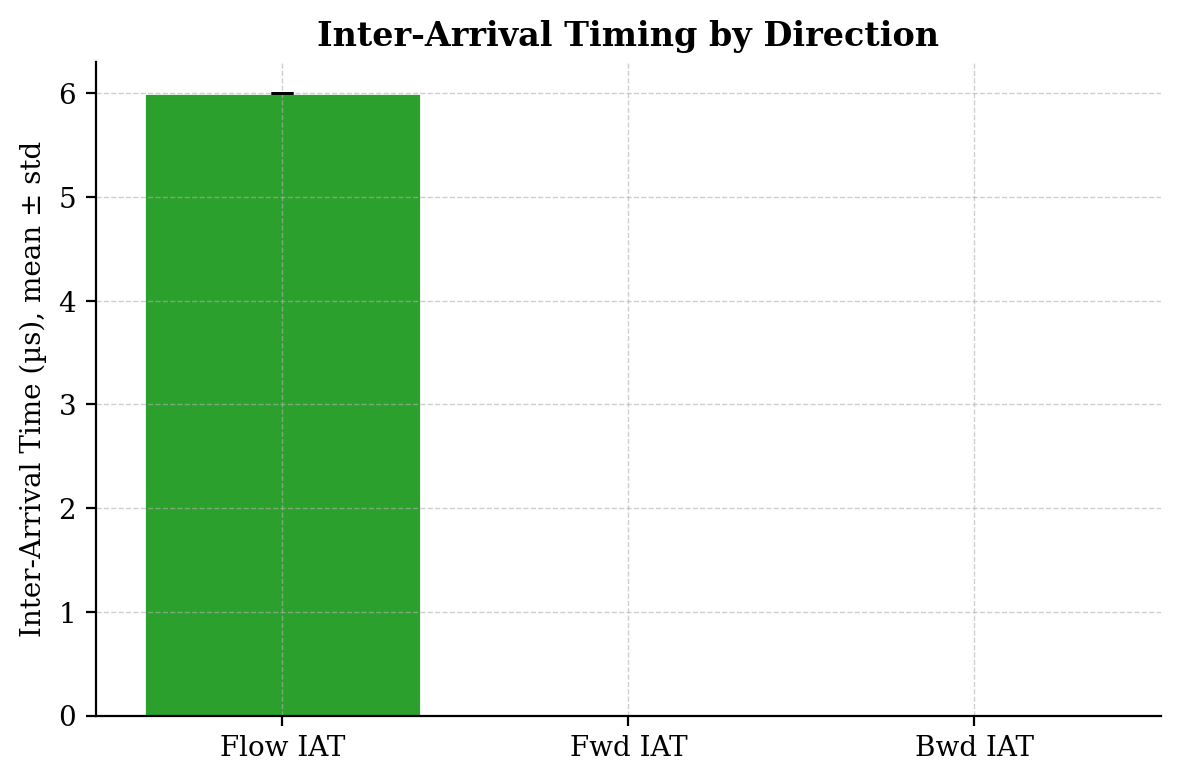 Inter-Arrival Timing by Direction
Inter-Arrival Time (µs), mean ± std
6
5
4
3
2
1
0
Flow IAT
Fwd IAT
Bwd IAT